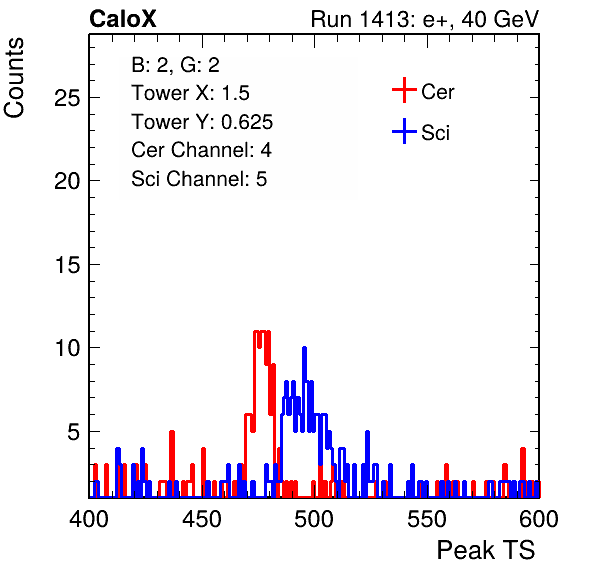 CaloX Run 1413: e+, 40 GeV
Counts
B: 2, G: 2
Tower X: 1.5
Tower Y: 0.625
Cer Channel: 4
Sci Channel: 5
Cer
Sci
25
20
15
10
5
400 450 500 550 600
Peak TS